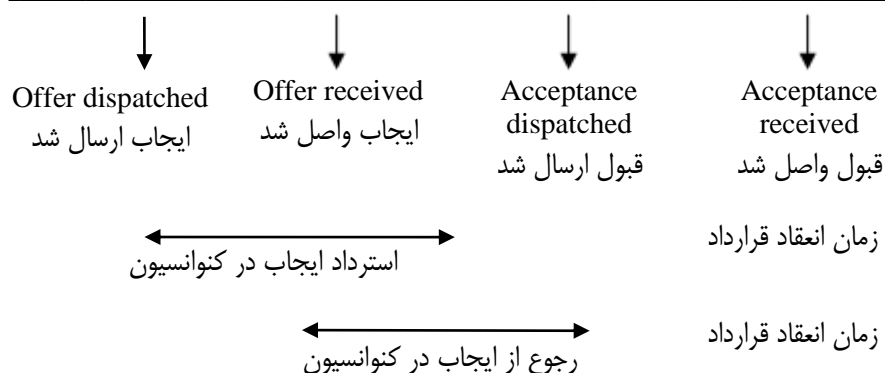 Offer dispatched
ایجاب ارسال شد
Offer received
ایجاب واصل شد
Acceptance
dispatched
قبول ارسال شد
Acceptance
received
قبول واصل شد
زمان انعقاد قرارداد
استرداد ایجاب در کنوانسیون
زمان انعقاد قرارداد
رجوع از ایجاب در کنوانسیون